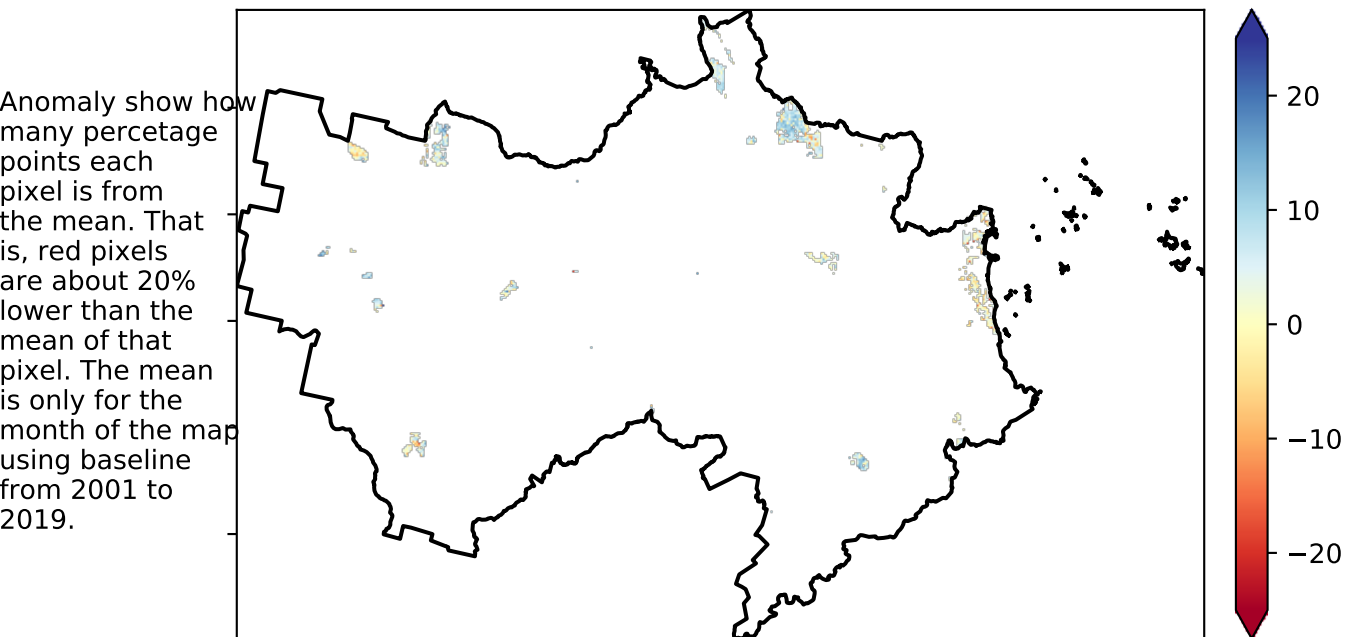 Anomaly show how
many percetage
points each
pixel is from
the mean. That
is, red pixels
are about 20%
lower than the
mean of that
pixel. The mean
is only for the
month of the map
using baseline
from 2001 to
2019.
20
10
0
−10
−20